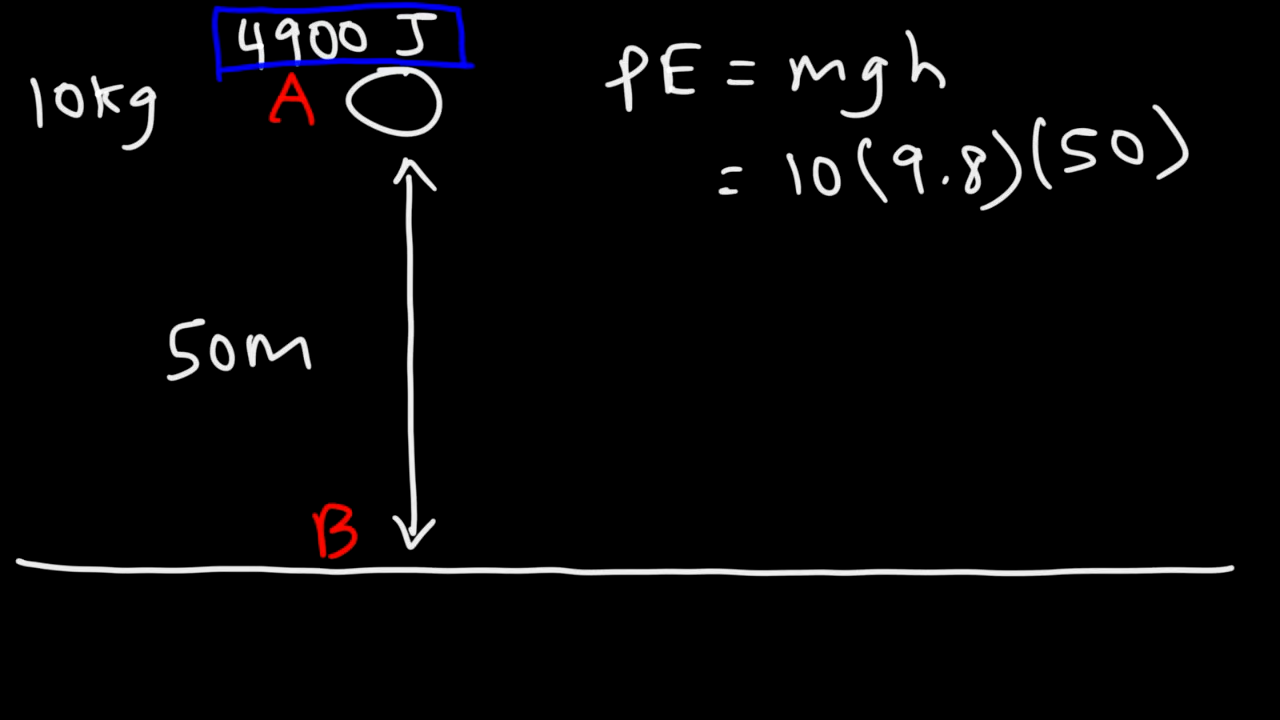 4900 J
10kg
A
PE = mgh
= 10(9.8)(50)
50m
B